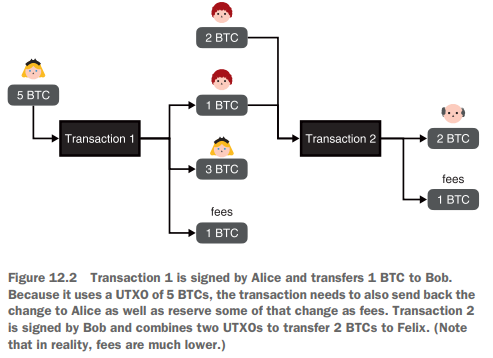 2 BTC
5 BTC
1 BTC
Transaction 1
Transaction 2
2 BTC
3 BTC
fees
1 BTC
fees
1 BTC
Figure 12.2 Transaction 1 is signed by Alice and transfers 1 BTC to Bob.
Because it uses a UTXO of 5 BTCs, the transaction needs to also send back the
change to Alice as well as reserve some of that change as fees. Transaction 2
is signed by Bob and combines two UTXOs to transfer 2 BTCs to Felix. (Note
that in reality, fees are much lower.)